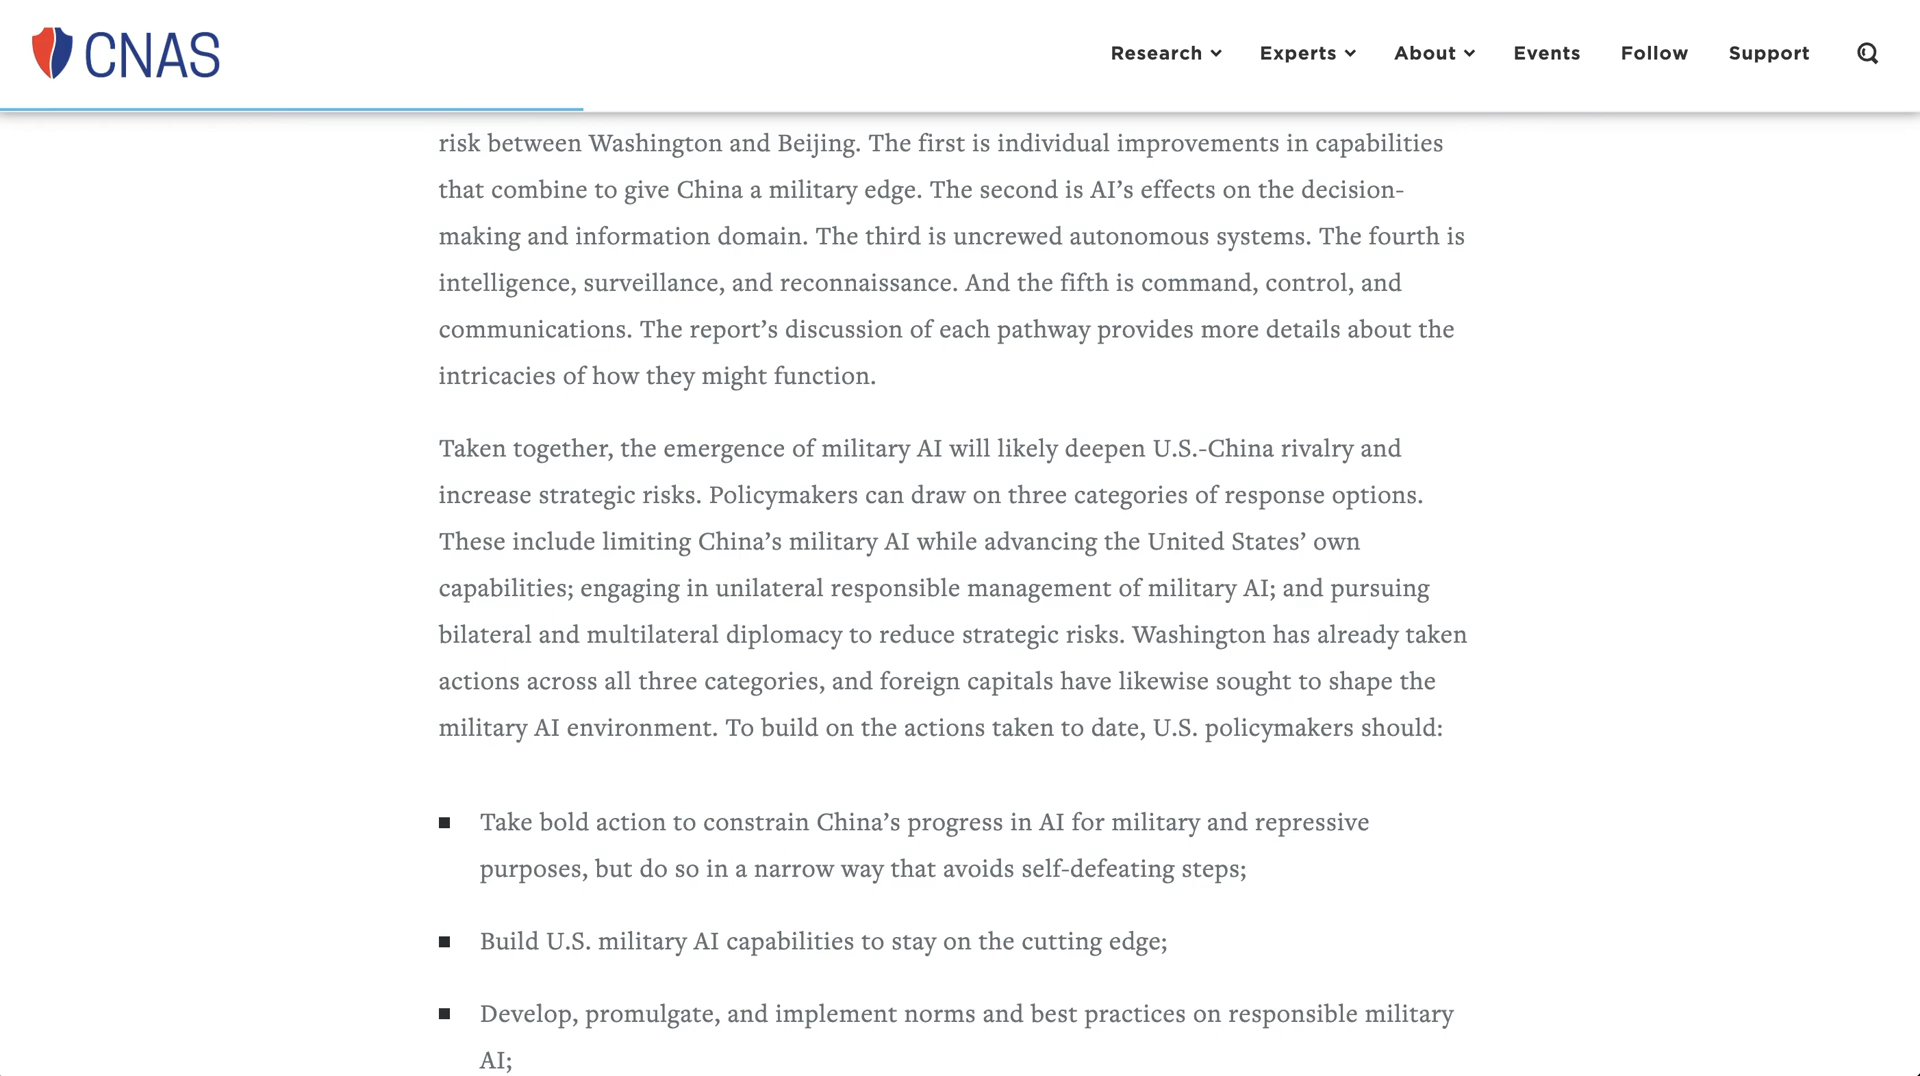 CNAS
Research
Experts
About
Events
Follow
Support
risk between Washington and Beijing. The first is individual improvements in capabilities
that combine to give China a military edge. The second is AI’s effects on the decision-
making and information domain. The third is uncrewed autonomous systems. The fourth is
intelligence, surveillance, and reconnaissance. And the fifth is command, control, and
communications. The report’s discussion of each pathway provides more details about the
intricacies of how they might function.
Taken together, the emergence of military AI will likely deepen U.S.-China rivalry and
increase strategic risks. Policymakers can draw on three categories of response options.
These include limiting China’s military AI while advancing the United States’ own
capabilities; engaging in unilateral responsible management of military AI; and pursuing
bilateral and multilateral diplomacy to reduce strategic risks. Washington has already taken
actions across all three categories, and foreign capitals have likewise sought to shape the
military AI environment. To build on the actions taken to date, U.S. policymakers should:
Take bold action to constrain China’s progress in AI for military and repressive
purposes, but do so in a narrow way that avoids self-defeating steps;
Build U.S. military AI capabilities to stay on the cutting edge;
Develop, promulgate, and implement norms and best practices on responsible military
AI;